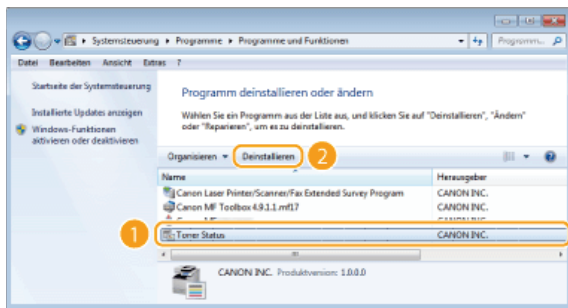 Systemsteuerung ▸ Programme ▸ Programme und Funktionen
Programm...
Datei Bearbeiten Ansicht Extras ?
Startseite der Systemsteuerung
Installierte Updates anzeigen
Windows-Funktionen
aktivieren oder deaktivieren
Programm deinstallieren oder ändern
Wählen Sie ein Programm aus der Liste aus, und klicken Sie auf "Deinstallieren", "Ändern"
oder "Reparieren", um es zu deinstallieren.
Organisieren Deinstallieren 2
Name Herausgeber
Canon Laser Printer/Scanner/Fax Extended Survey Program CANON INC.
Canon MF Toolbox 4.9.1.1.mf17 CANON INC.
CANON INC.
1 Toner Status CANON INC.
CANON INC. Produktversion: 1.0.0.0